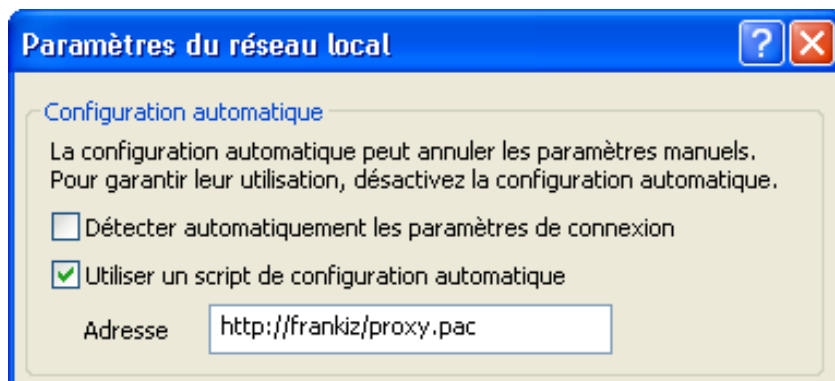 Paramètres du réseau local
Configuration automatique
La configuration automatique peut annuler les paramètres manuels.
Pour garantir leur utilisation, désactivez la configuration automatique.
Détecter automatiquement les paramètres de connexion
Utiliser un script de configuration automatique
Adresse http://frankiz/proxy.pac